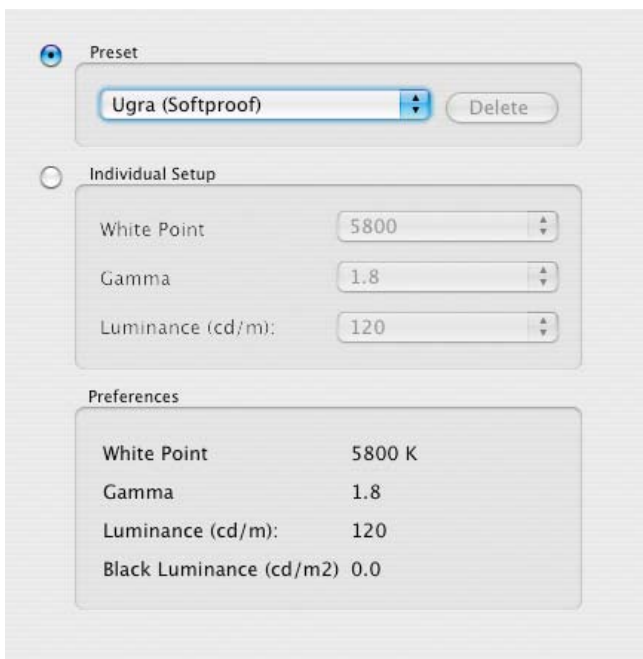 Preset
Ugra (Softproof) Delete
Individual Setup
White Point 5800
Gamma 1.8
Luminance (cd/m): 120
Preferences
White Point 5800 K
Gamma 1.8
Luminance (cd/m): 120
Black Luminance (cd/m2) 0.0